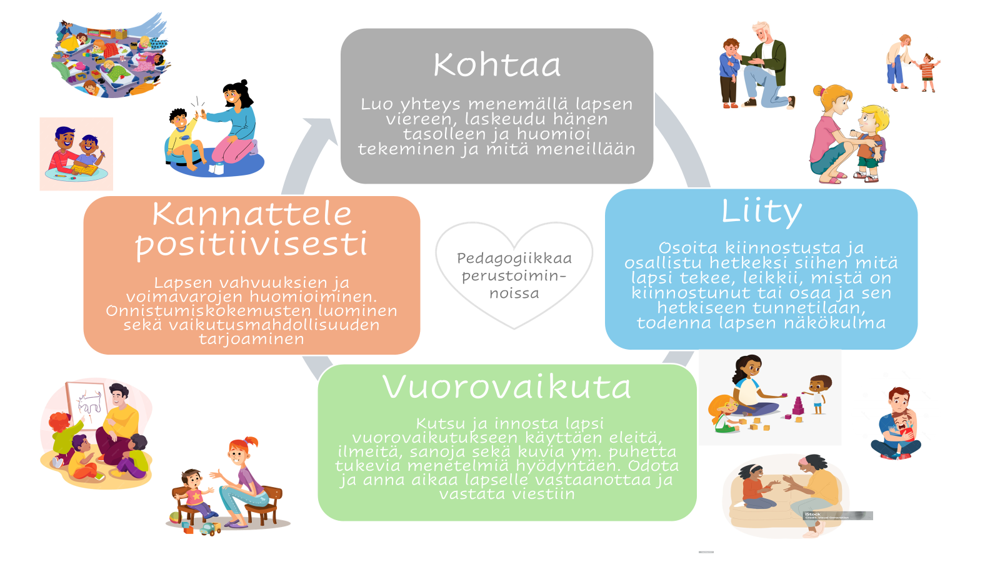 Kohtaa
Luo yhteys menemällä lapsen
viereen, laskeudu hänen
tasolleen ja huomioi
tekeminen ja mitä meneillään
Liity
Osoita kiinnostusta ja
osallistu hetkeksi siihen mitä
lapsi tekee, leikkii, mistä on
kiinnostunut tai osaa ja sen
hetkiseen tunnetilaan,
todenna lapsen näkökulma
Kannattele
positiivisesti
Lapsen vahvuuksien ja
voimavarojen huomioiminen.
Onnistumiskokemusten luominen
sekä vaikutusmahdollisuuden
tarjoaminen
Pedagogiikkaa
perustoimin-
noissa
Vuorovaikuta
Kutsu ja innosta lapsi
vuorovaikutukseen käyttäen eleitä,
ilmeitä, sanoja sekä kuvia ym. puhetta
tukevia menetelmiä hyödyntäen. Odota
ja anna aikaa lapselle vastaanottaa ja
vastata viestiin
iStock
Credit: Visual Generation